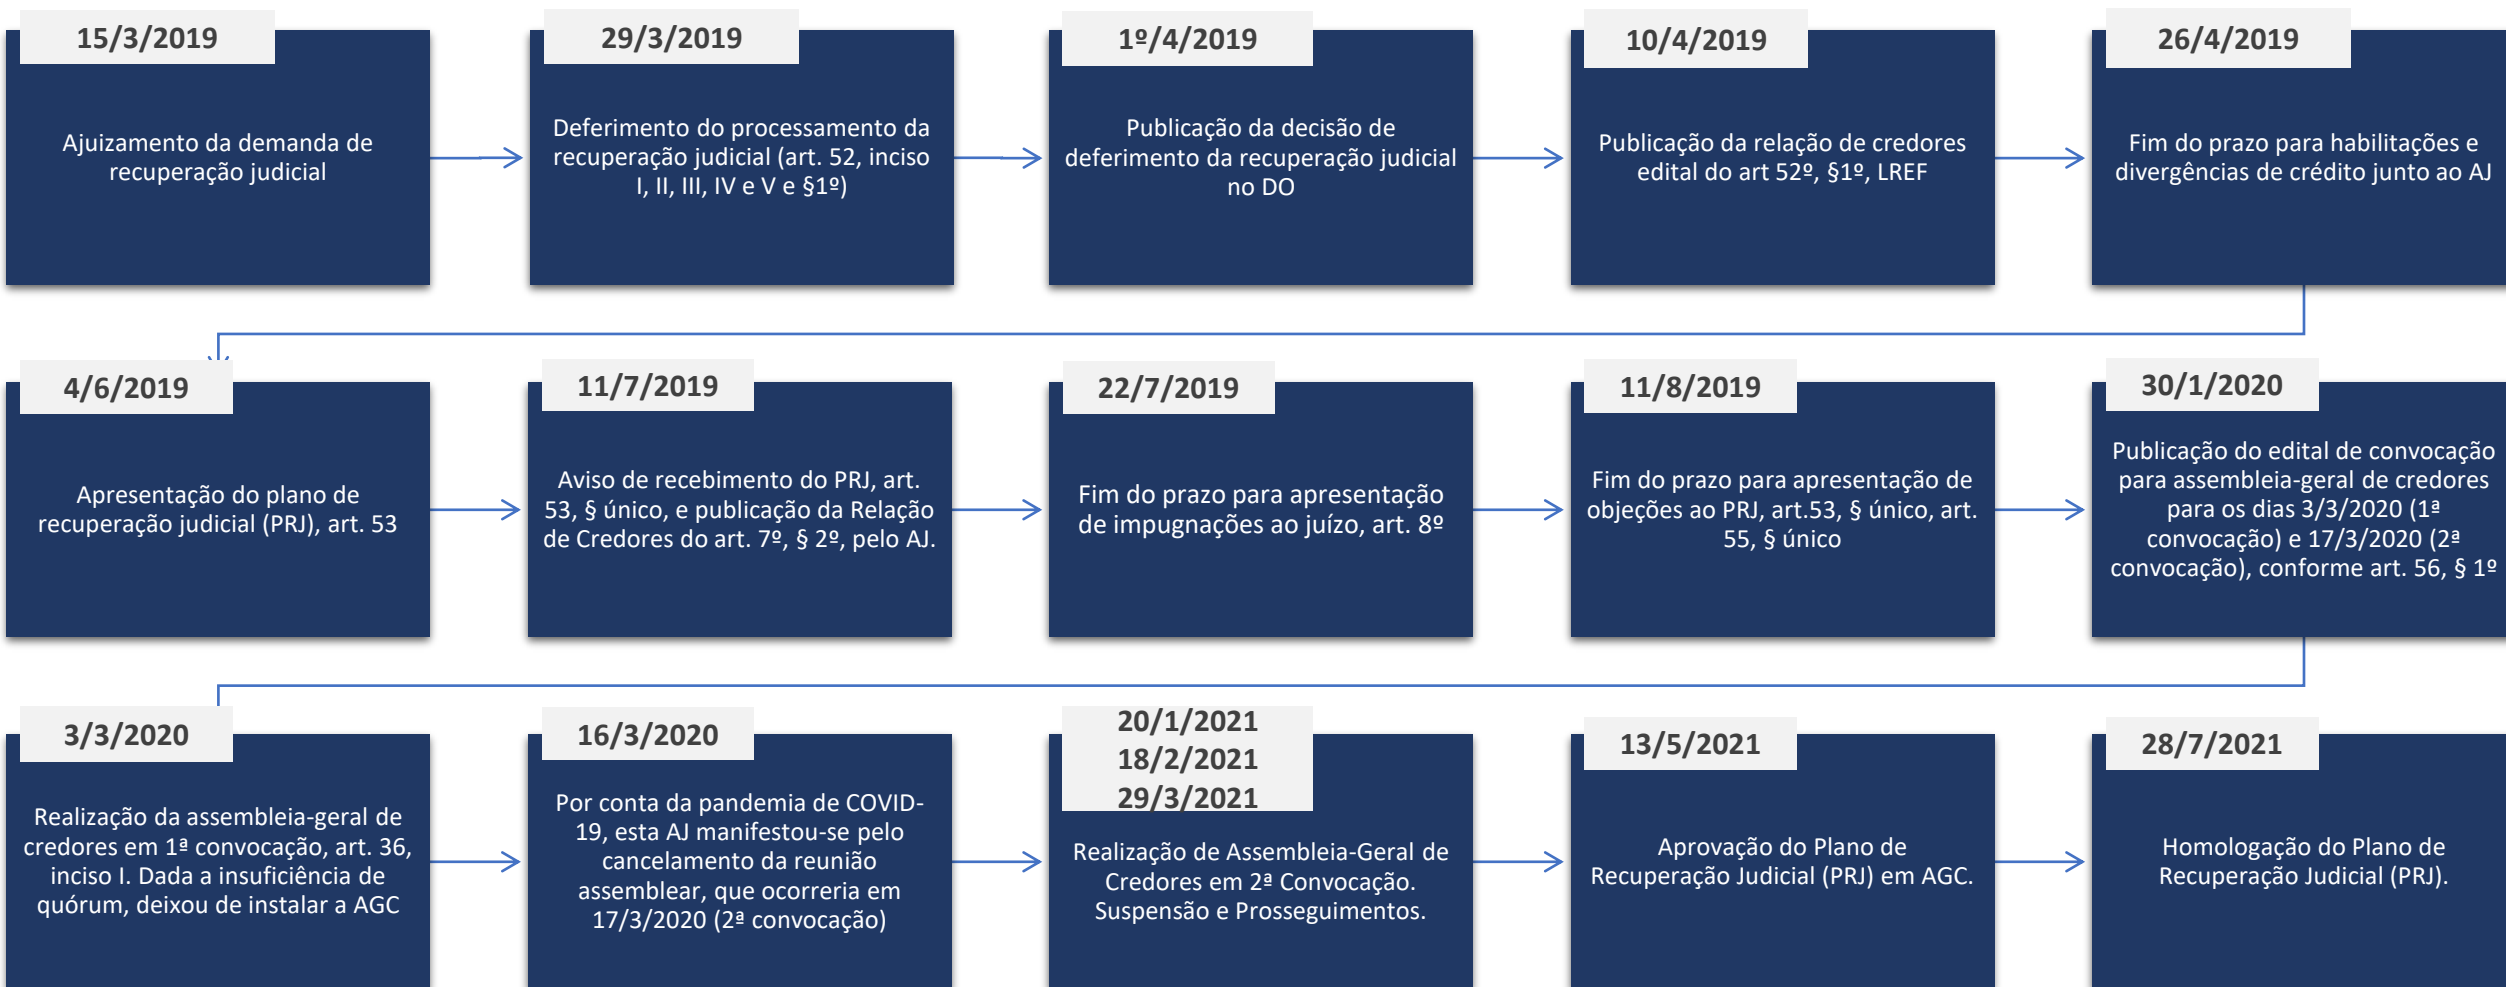 15/3/2019
Ajuizamento da demanda de
recuperação judicial
29/3/2019
Deferimento do processamento da
recuperação judicial (art. 52, inciso
I, II, III, IV e V e §1º)
1º/4/2019
Publicação da decisão de
deferimento da recuperação judicial
no DO
10/4/2019
Publicação da relação de credores
edital do art 52º, §1º, LREF
26/4/2019
Fim do prazo para habilitações e
divergências de crédito junto ao AJ
4/6/2019
Apresentação do plano de
recuperação judicial (PRJ), art. 53
11/7/2019
Aviso de recebimento do PRJ, art.
53, § único, e publicação da Relação
de Credores do art. 7º, § 2º, pelo AJ.
22/7/2019
Fim do prazo para apresentação
de impugnações ao juízo, art. 8º
11/8/2019
Fim do prazo para apresentação de
objeções ao PRJ, art.53, § único, art.
55, § único
30/1/2020
Publicação do edital de convocação
para assembleia-geral de credores
para os dias 3/3/2020 (1ª
convocação) e 17/3/2020 (2ª
convocação), conforme art. 56, § 1º
3/3/2020
Realização da assembleia-geral de
credores em 1ª convocação, art. 36,
inciso I. Dada a insuficiência de
quórum, deixou de instalar a AGC
16/3/2020
Por conta da pandemia de COVID-
19, esta AJ manifestou-se pelo
cancelamento da reunião
assemblear, que ocorreria em
17/3/2020 (2ª convocação)
20/1/2021
18/2/2021
29/3/2021
Realização de Assembleia-Geral de
Credores em 2ª Convocação.
Suspensão e Prosseguimentos.
13/5/2021
Aprovação do Plano de
Recuperação Judicial (PRJ) em AGC.
28/7/2021
Homologação do Plano de
Recuperação Judicial (PRJ).